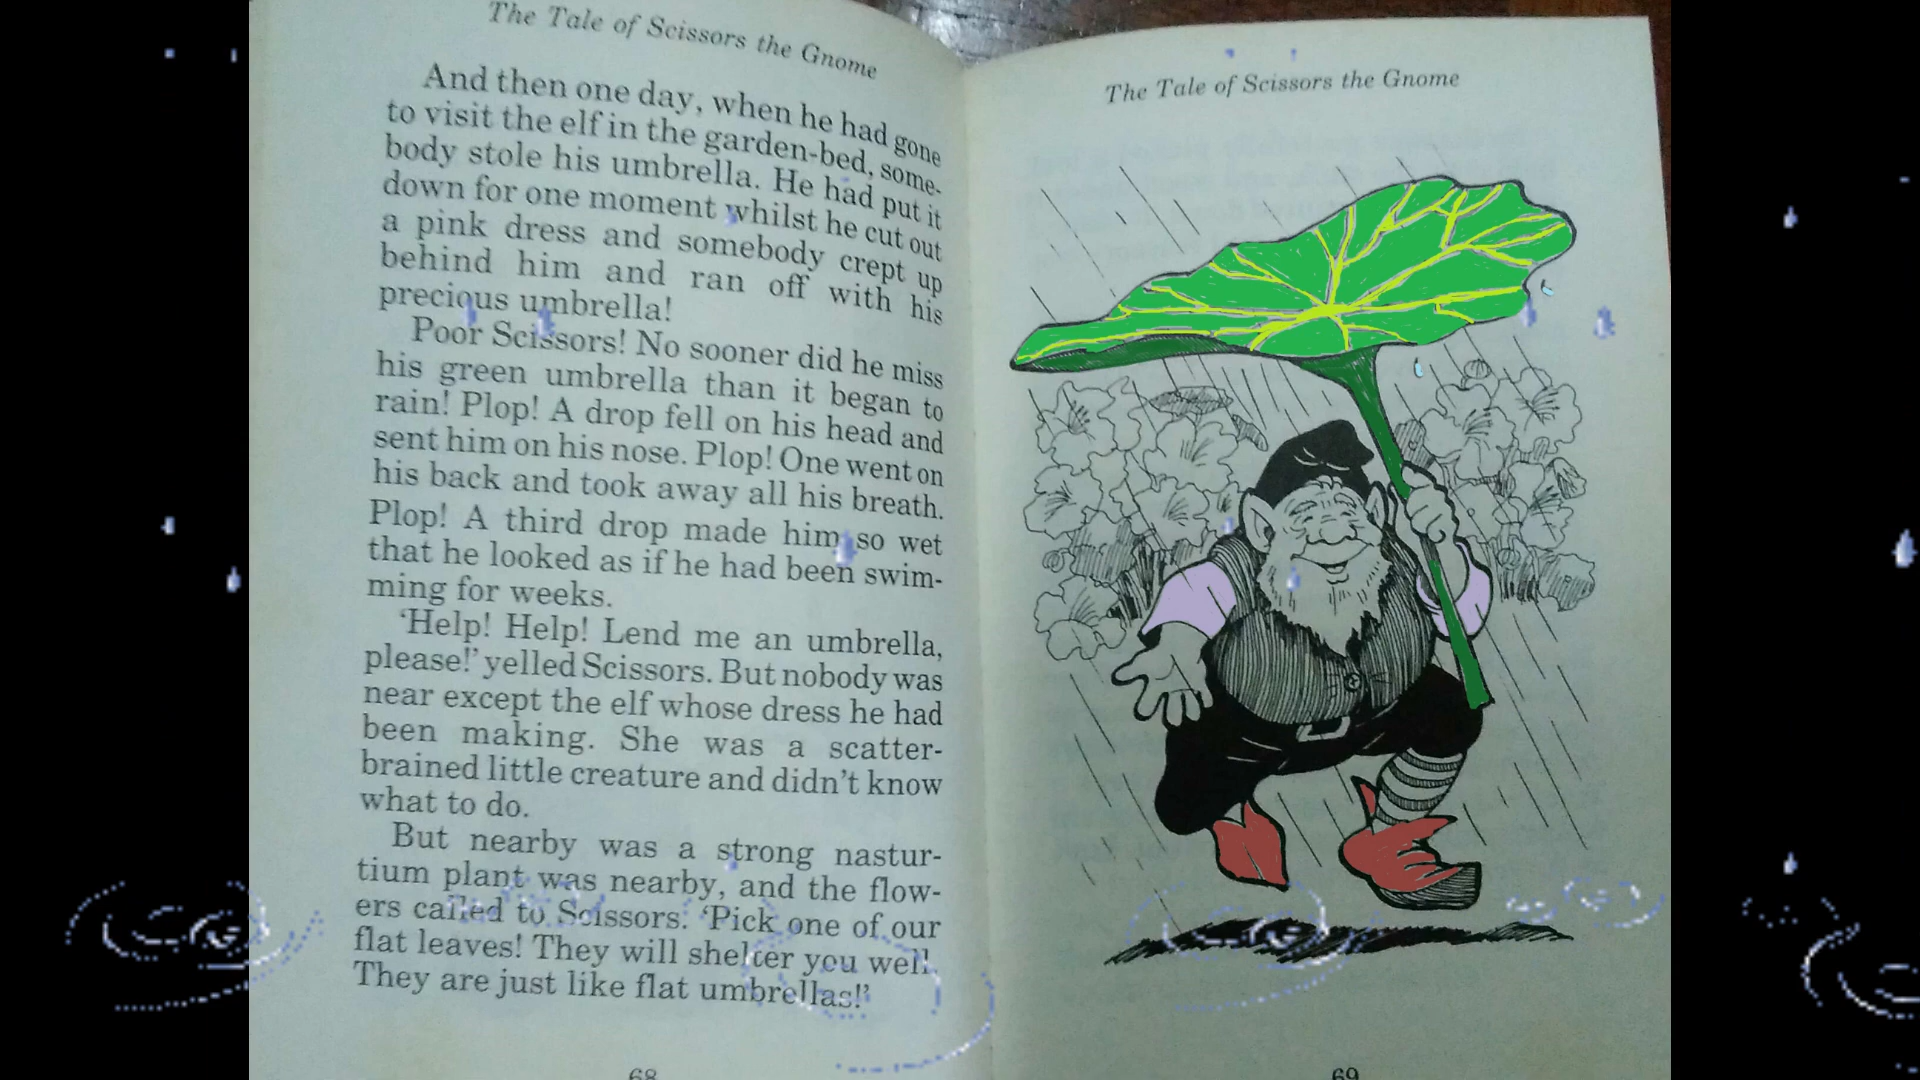 The Tale of Scissors the Gnome
And then one day, when he had gone
to visit the elf in the garden-bed, some-
body stole his umbrella. He had put it
down for one moment whilst he cut out
a pink dress and somebody crept up
behind him and ran off with his
precious umbrella!
Poor Scissors! No sooner did he miss
his green umbrella than it began to
rain! Plop! A drop fell on his head and
sent him on his nose. Plop! One went on
his back and took away all his breath.
Plop! A third drop made him so wet
that he looked as if he had been swim-
ming for weeks.
‘Help! Help! Lend me an umbrella,
please!’ yelled Scissors. But nobody was
near except the elf whose dress he had
been making. She was a scatter-
brained little creature and didn’t know
what to do.
But nearby was a strong nastur-
tium plant was nearby, and the flow-
ers called to Scissors: ‘Pick one of our
flat leaves! They will shelter you well.
They are just like flat umbrellas!’
68
The Tale of Scissors the Gnome
69